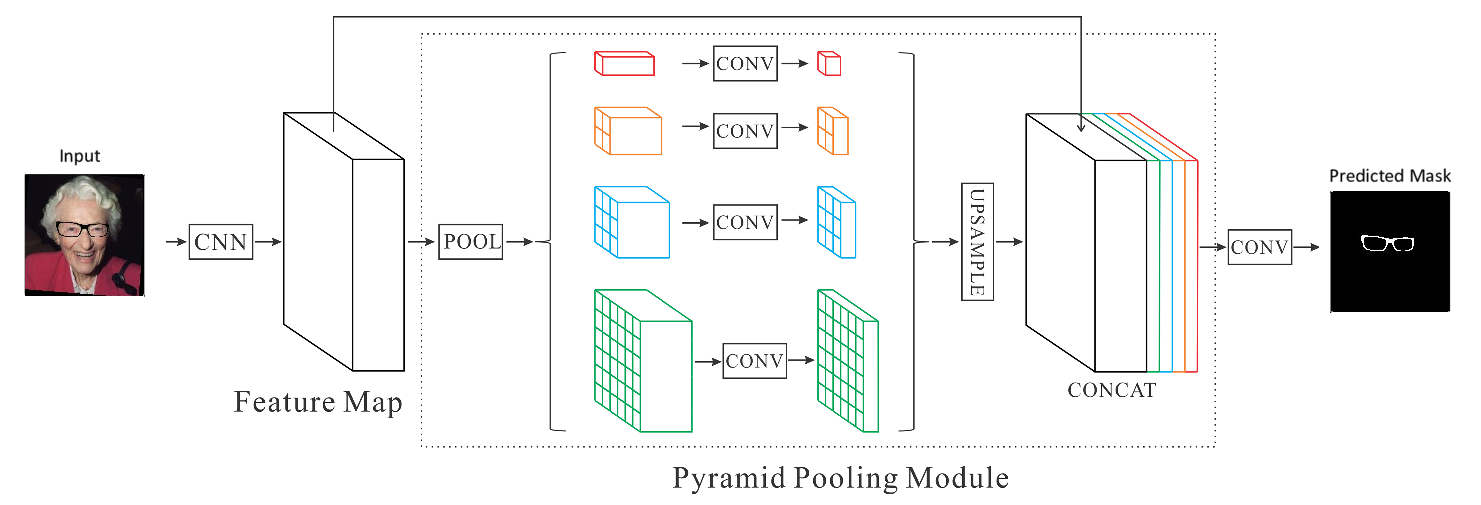 Input
CNN
Feature Map
POOL
CONV
CONV
CONV
CONV
UPSAMPLE
CONCAT
Pyramid Pooling Module
CONV
Predicted Mask